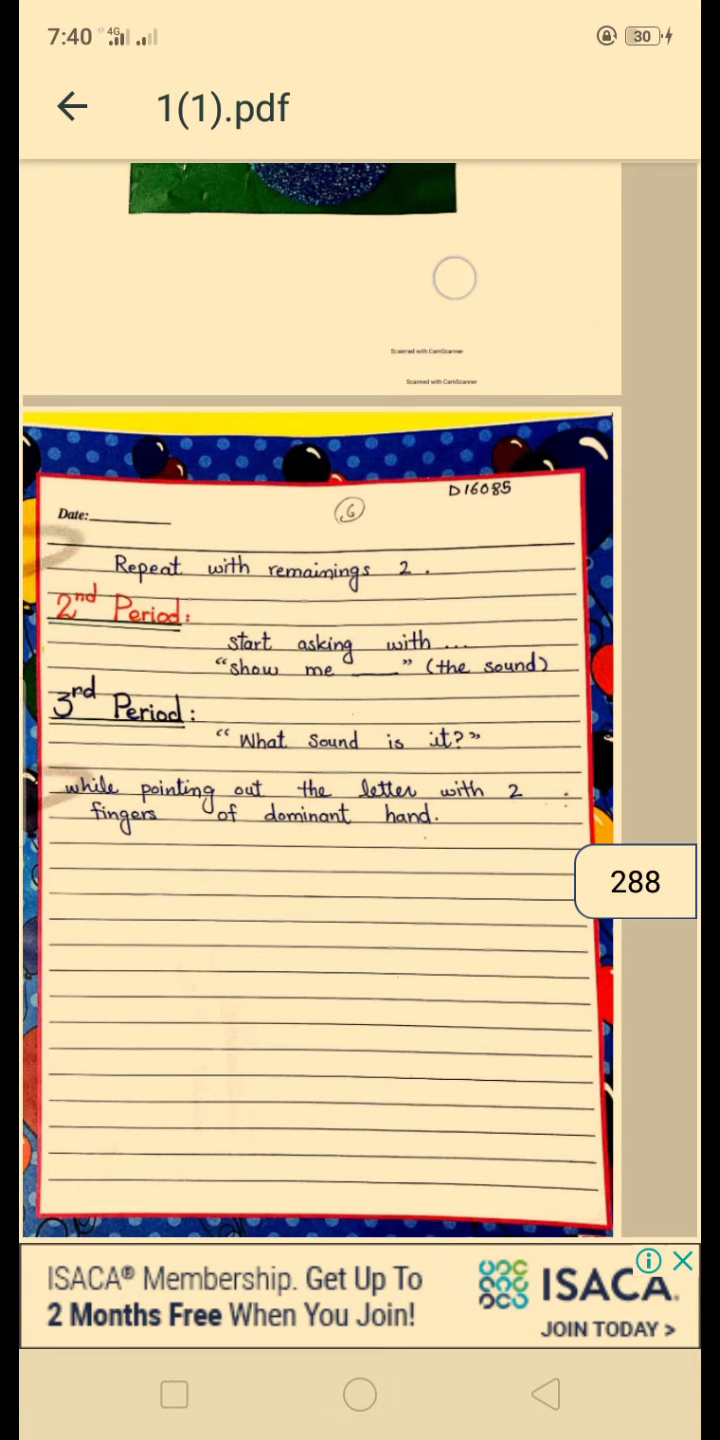 7:40 4G 30
1(1).pdf
Scanned with CamScanner
Scanned with CamScanner
D16085
Date: 6
Repeat with remainings 2.
2nd Period:
start asking with ...
"show me ____" (the sound)
3rd Period:
"What sound is it?"
while pointing out the letter with 2
fingers of dominant hand.
288
ISACA® Membership. Get Up To
2 Months Free When You Join!
ISACA.
JOIN TODAY >